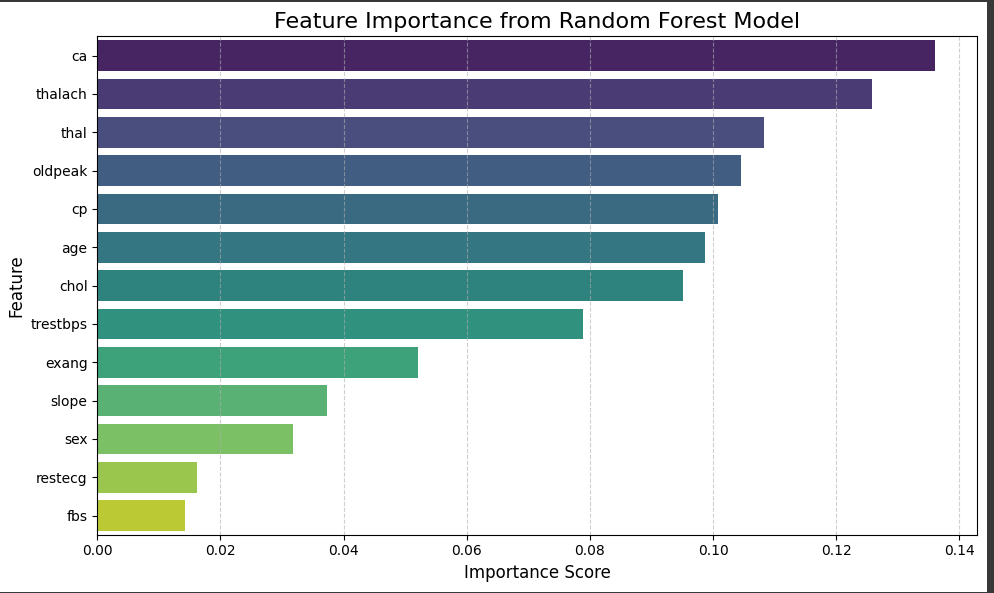 Feature Importance from Random Forest Model
Feature
ca
thalach
thal
oldpeak
cp
age
chol
trestbps
exang
slope
sex
restecg
fbs
0.00 0.02 0.04 0.06 0.08 0.10 0.12 0.14
Importance Score